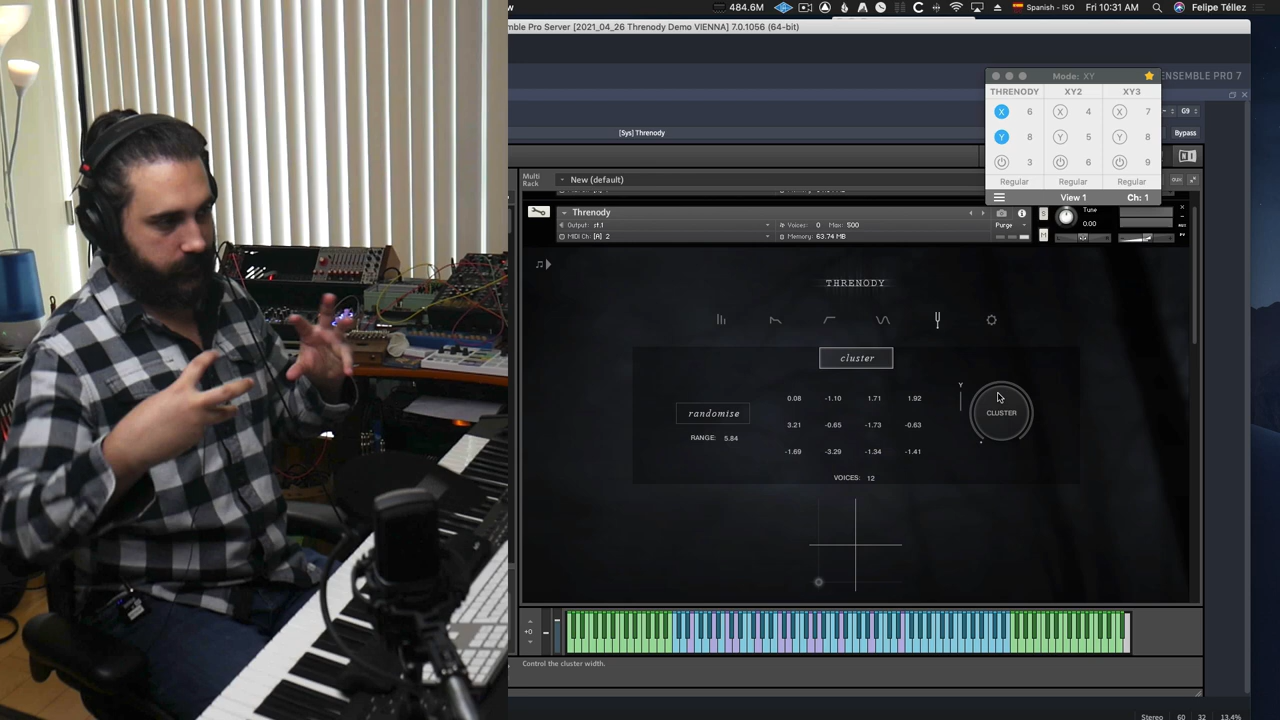 484.6M
Spanish - ISO
Fri 10:31 AM
Felipe Téllez
mble Pro Server [2021_04_26 Threnody Demo VIENNA] 7.0.1056 (64-bit)
Mode: XY
ENSEMBLE PRO 7
THRENODY XY2 XY3
X 6 X 4 X 7
Y 8 Y 5 Y 8
3 6 9
Regular Regular Regular
View 1 Ch: 1
G9
[Sys] Threnody
Bypass
Multi Rack
New (default)
aux
Threnody
Output: st.1
Voices: 0 Max: 500
Purge
MIDI Ch: [A] 2
Memory: 63.74 MB
S
M
Tune
0.00
THRENODY
cluster
randomise
RANGE: 5.84
0.08 -1.10 1.71 1.92
3.21 -0.65 -1.73 -0.63
-1.69 -3.29 -1.34 -1.41
VOICES: 12
Y
CLUSTER
+0
Control the cluster width.
Stereo 60 32 13.4%